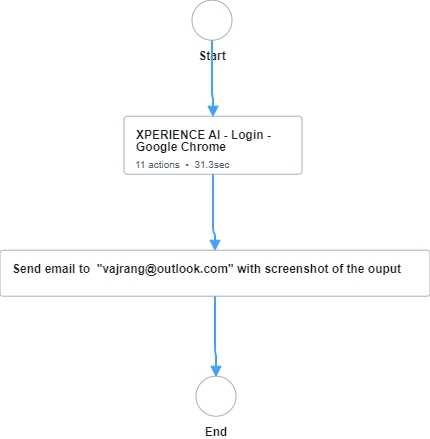 Start
XPERIENCE AI - Login -
Google Chrome
11 actions • 31.3sec
Send email to "vajrang@outlook.com" with screenshot of the ouput
End